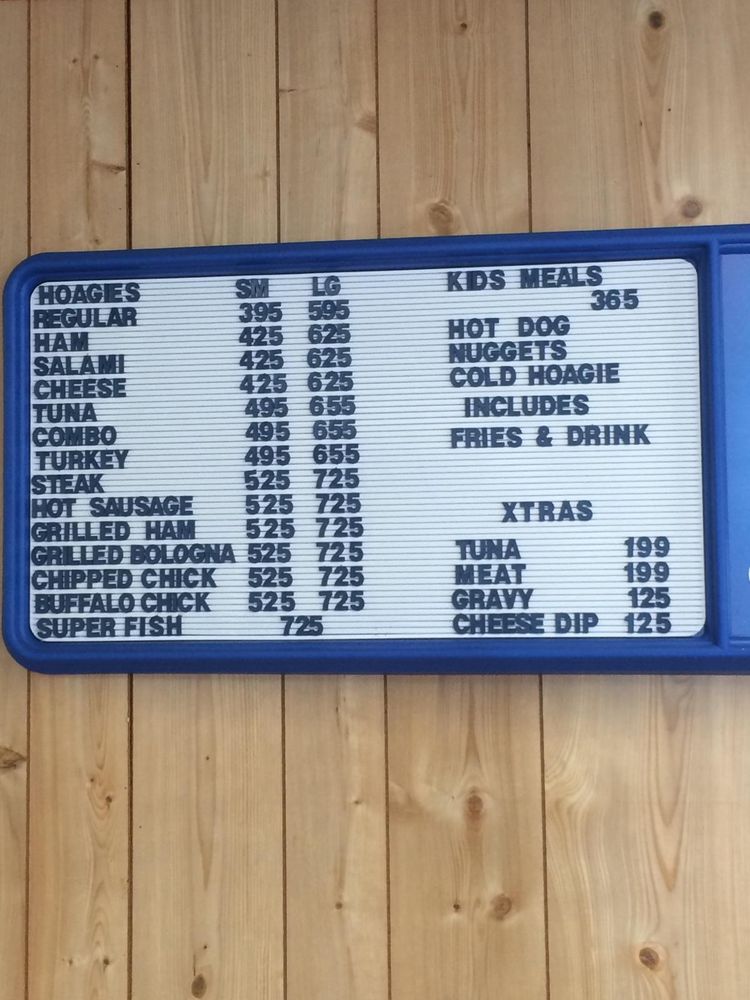 HOAGIES SM LG
REGULAR 395 595
HAM 425 625
SALAMI 425 625
CHEESE 425 625
TUNA 495 655
COMBO 495 655
TURKEY 495 655
STEAK 525 725
HOT SAUSAGE 525 725
GRILLED HAM 525 725
GRILLED BOLOGNA 525 725
CHIPPED CHICK 525 725
BUFFALO CHICK 525 725
SUPER FISH 725
KIDS MEALS
365
HOT DOG
NUGGETS
COLD HOAGIE
INCLUDES
FRIES & DRINK
XTRAS
TUNA 199
MEAT 199
GRAVY 125
CHEESE DIP 125